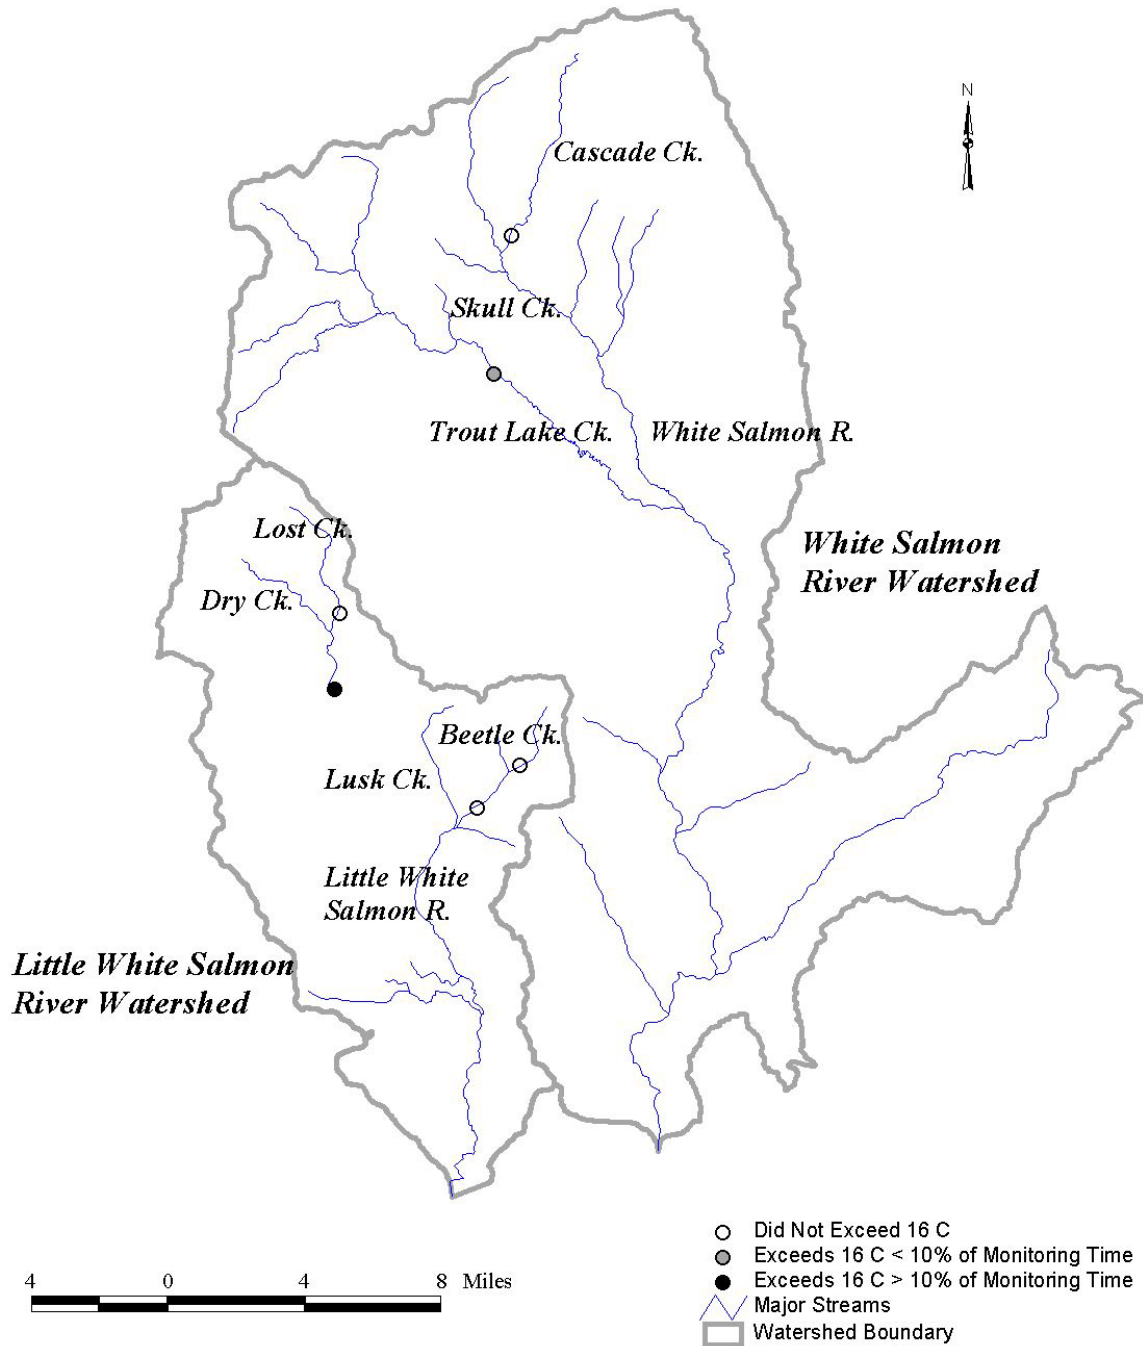 N
Cascade Ck.
Skull Ck.
Trout Lake Ck.
White Salmon R.
Lost Ck.
White Salmon
River Watershed
Dry Ck.
Beetle Ck.
Lusk Ck.
Little White
Salmon R.
Little White Salmon
River Watershed
Did Not Exceed 16 C
Exceeds 16 C < 10% of Monitoring Time
4 0 4 8 Miles
Exceeds 16 C > 10% of Monitoring Time
Major Streams
Watershed Boundary